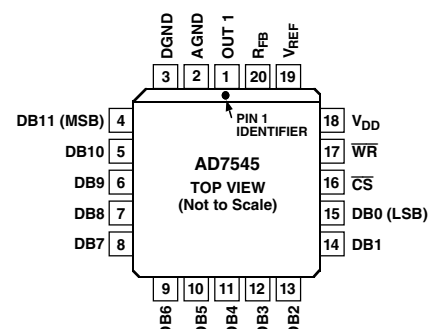 DGND
AGND
OUT 1
RFB
VREF
3 2 1 20 19
DB11 (MSB) 4
DB10 5
DB9 6
DB8 7
DB7 8
PIN 1
IDENTIFIER
AD7545
TOP VIEW
(Not to Scale)
18 VDD
17 WR
16 CS
15 DB0 (LSB)
14 DB1
9 10 11 12 13
DB6
DB5
DB4
DB3
DB2